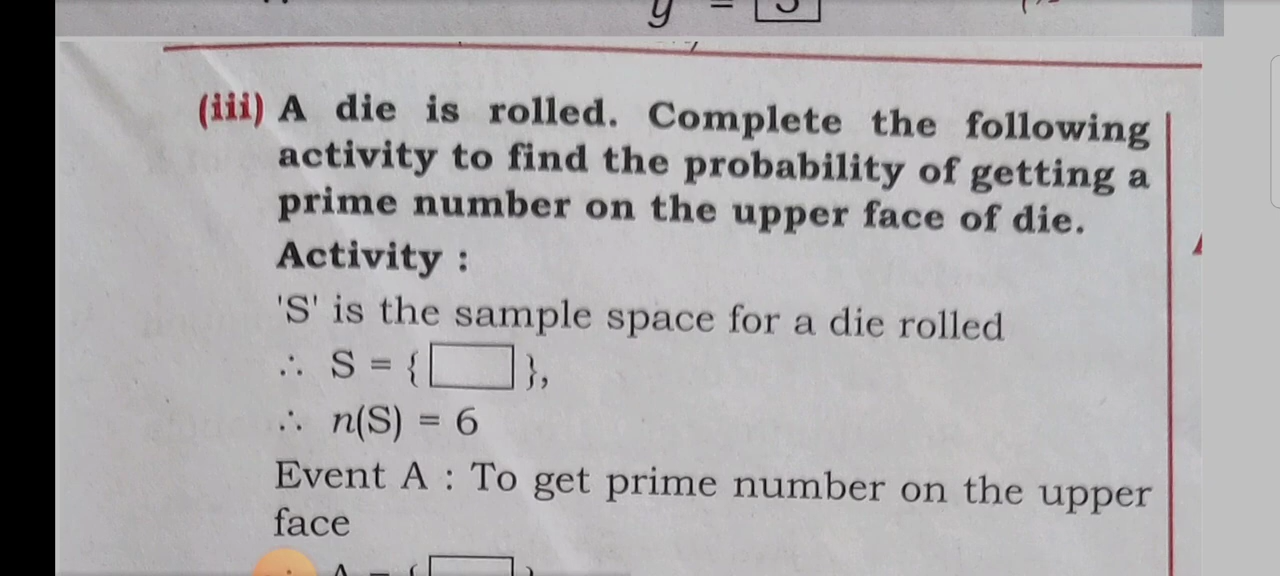 y = 5
(iii) A die is rolled. Complete the following
activity to find the probability of getting a
prime number on the upper face of die.
Activity :
'S' is the sample space for a die rolled
∴ S = { },
∴ n(S) = 6
Event A : To get prime number on the upper
face